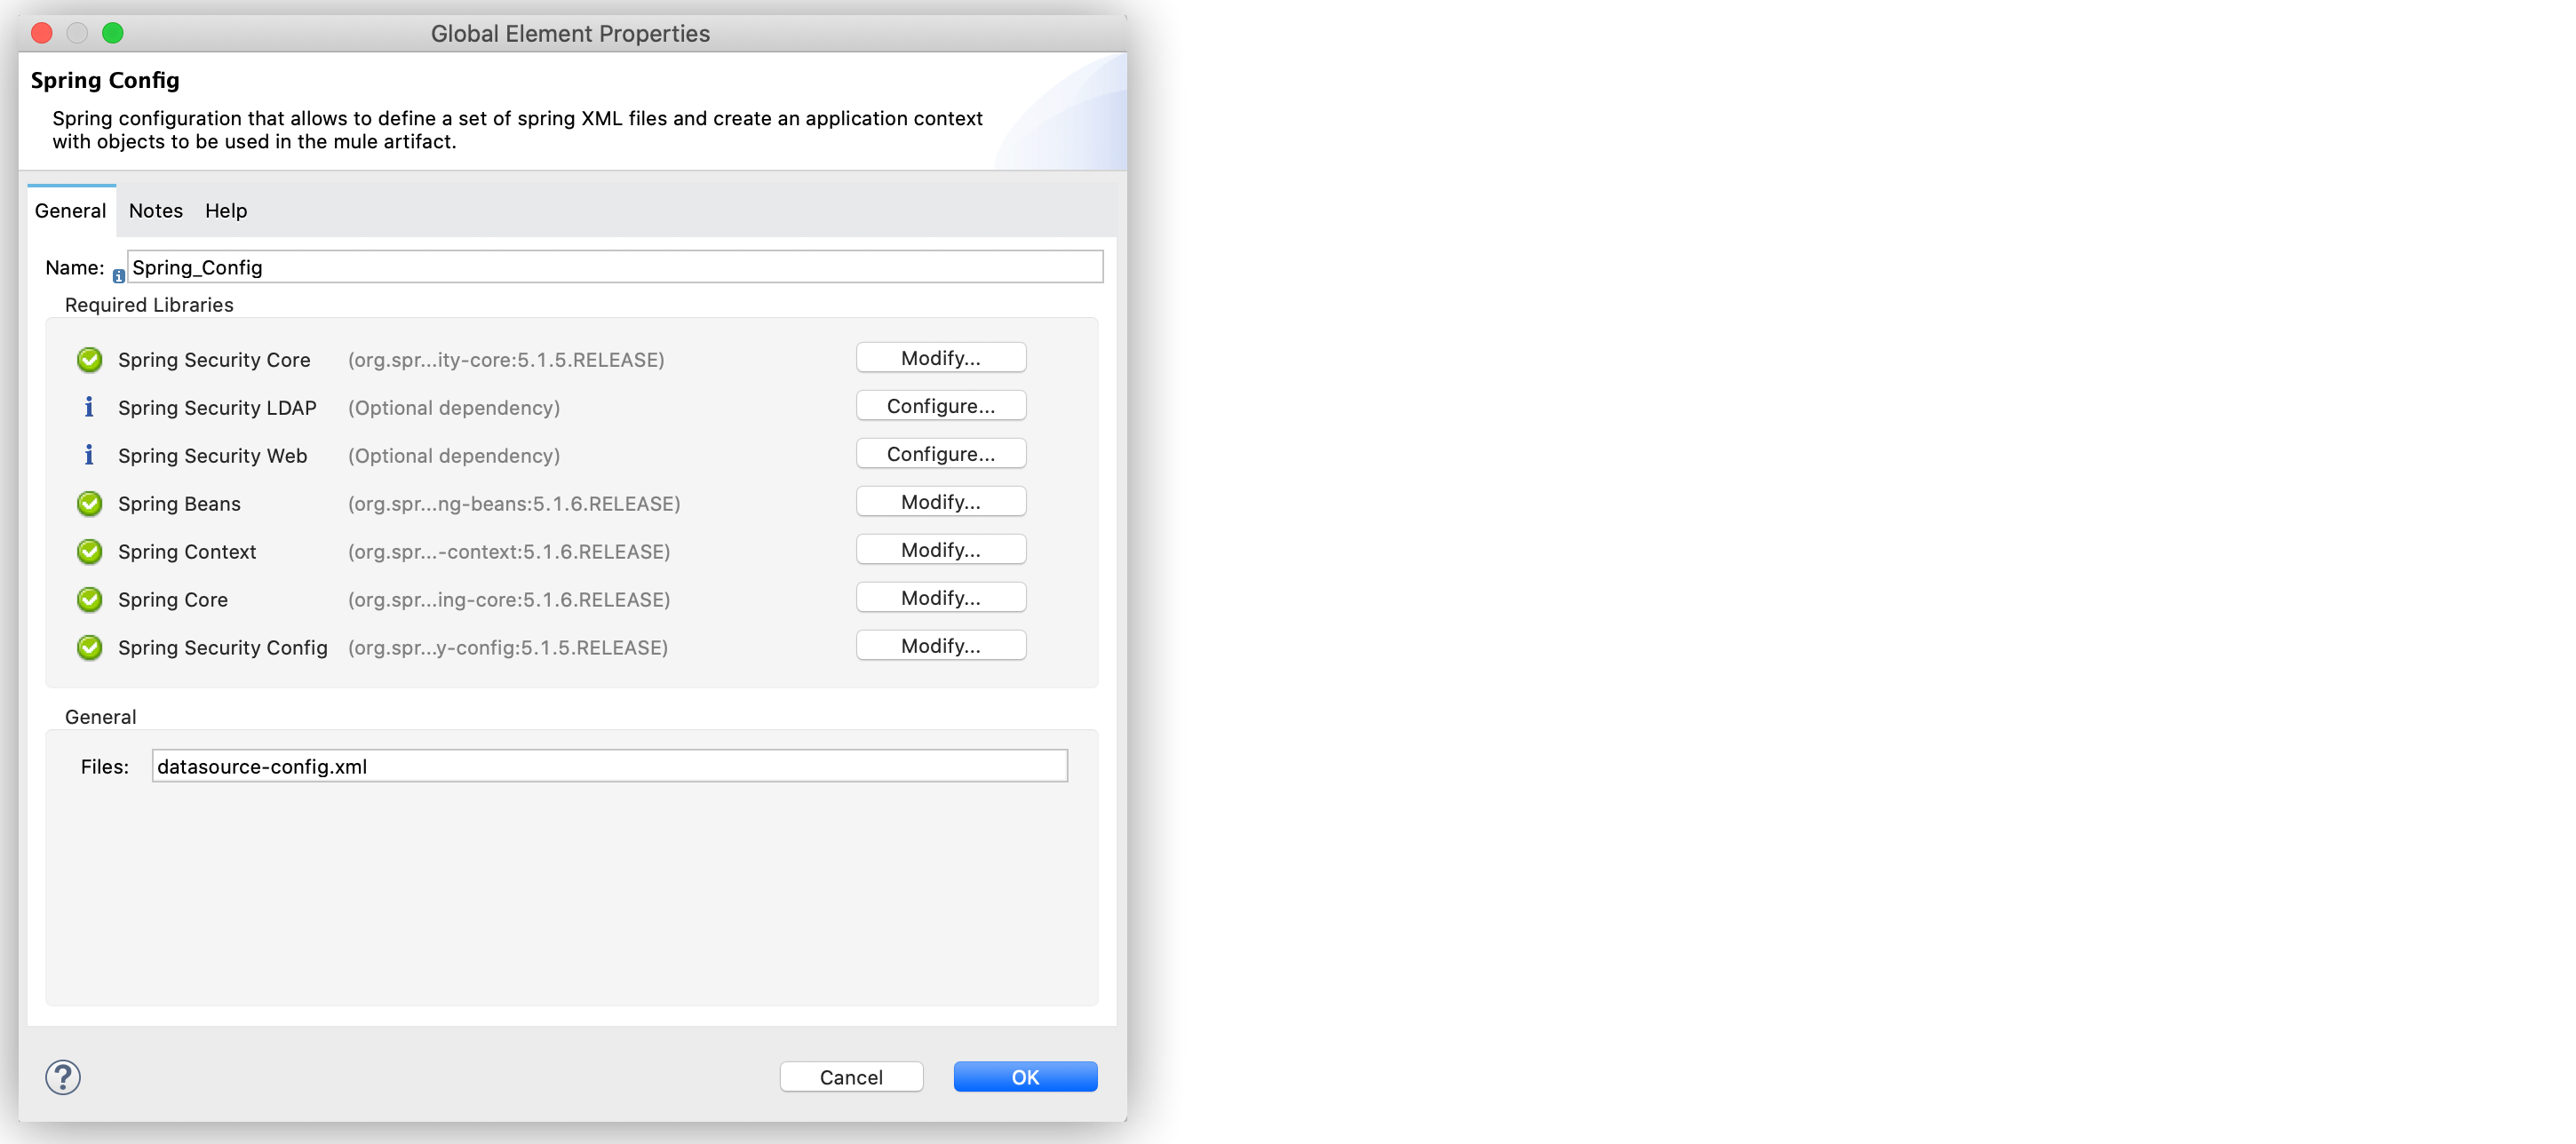 Global Element Properties
Spring Config
Spring configuration that allows to define a set of spring XML files and create an application context
with objects to be used in the mule artifact.
General Notes Help
Name: Spring_Config
Required Libraries
Spring Security Core (org.spr...ity-core:5.1.5.RELEASE) Modify...
Spring Security LDAP (Optional dependency) Configure...
Spring Security Web (Optional dependency) Configure...
Spring Beans (org.spr...ng-beans:5.1.6.RELEASE) Modify...
Spring Context (org.spr...-context:5.1.6.RELEASE) Modify...
Spring Core (org.spr...ing-core:5.1.6.RELEASE) Modify...
Spring Security Config (org.spr...y-config:5.1.5.RELEASE) Modify...
General
Files: datasource-config.xml
? Cancel OK